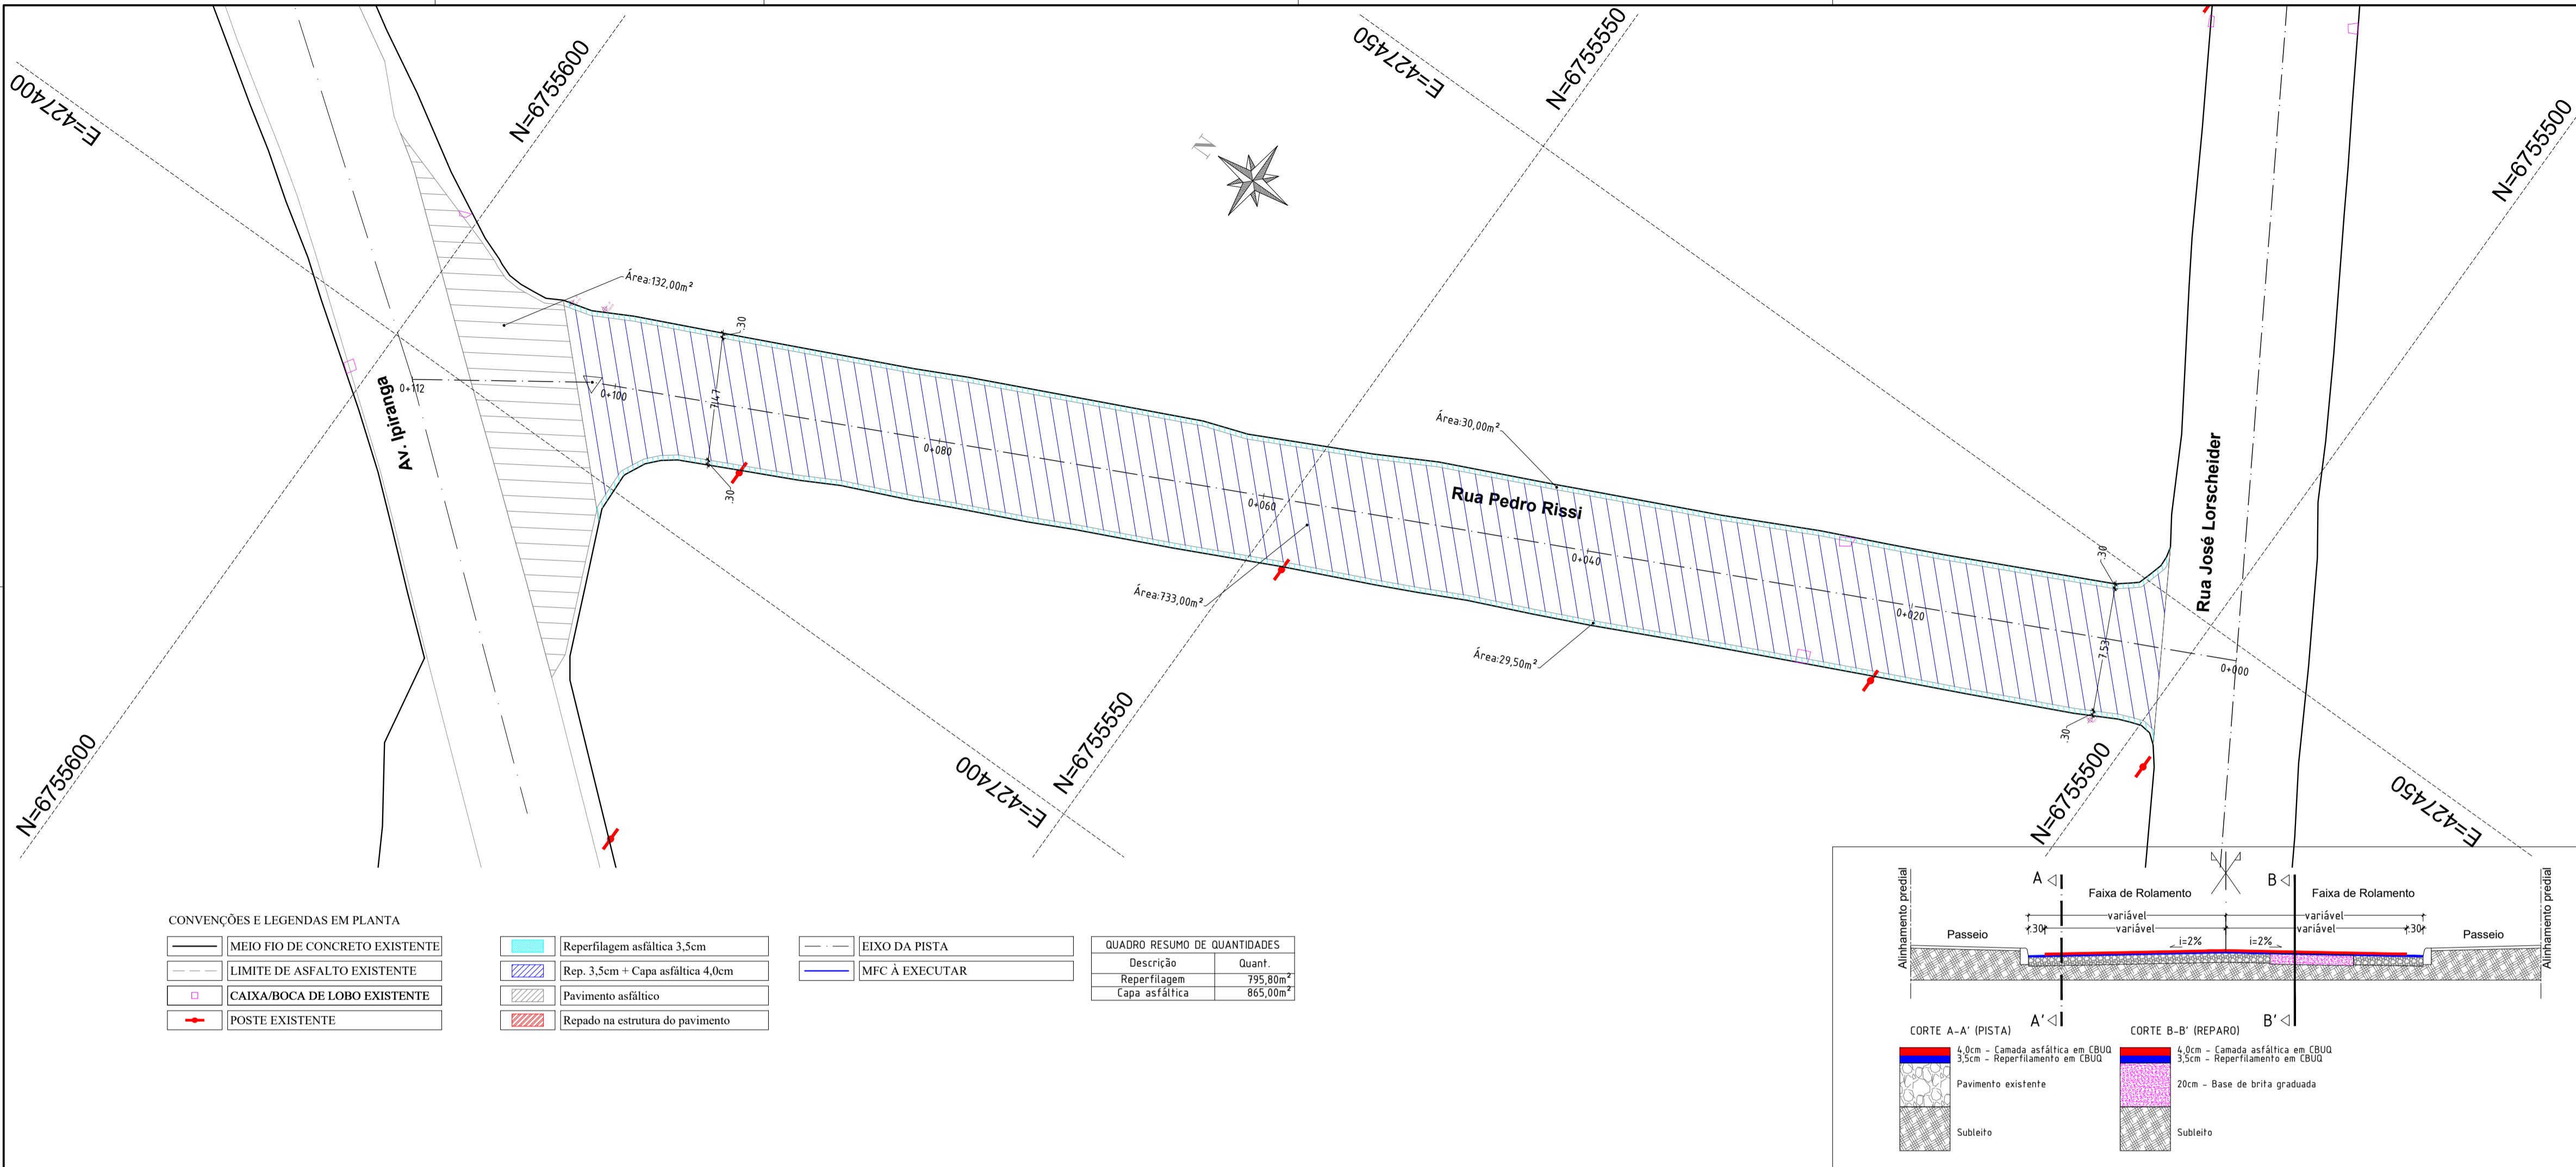 E=427400
N=6755600
E=427450
N=6755550
N=6755500
N
Área:132,00m²
.30
7.47
.30
Av. Ipiranga
0+112
0+100
0+080
0+060
0+040
0+020
0+000
Área:30,00m²
Rua Pedro Rissi
Área:733,00m²
Área:29,50m²
Rua José Lorscheider
.30
7.53
.30
N=6755600
E=427400
N=6755550
N=6755500
E=427450
CONVENÇÕES E LEGENDAS EM PLANTA
MEIO FIO DE CONCRETO EXISTENTE
LIMITE DE ASFALTO EXISTENTE
CAIXA/BOCA DE LOBO EXISTENTE
POSTE EXISTENTE
Reperfilagem asfáltica 3,5cm
Rep. 3,5cm + Capa asfáltica 4,0cm
Pavimento asfáltico
Repado na estrutura do pavimento
EIXO DA PISTA
MFC À EXECUTAR
QUADRO RESUMO DE QUANTIDADES
Descrição Quant.
Reperfilagem 795,80m²
Capa asfáltica 865,00m²
Alinhamento predial
Passeio
A
Faixa de Rolamento
B
Faixa de Rolamento
variável
variável
.30
variável
variável
.30
i=2%
i=2%
Passeio
Alinhamento predial
A'
B'
CORTE A-A' (PISTA)
4,0cm - Camada asfáltica em CBUQ
3,5cm - Reperfilamento em CBUQ
Pavimento existente
Subleito
CORTE B-B' (REPARO)
4,0cm - Camada asfáltica em CBUQ
3,5cm - Reperfilamento em CBUQ
20cm - Base de brita graduada
Subleito